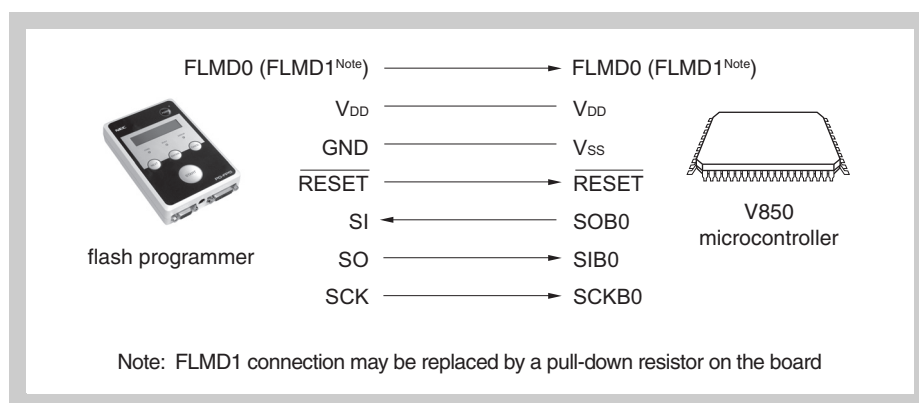 FLMD0 (FLMD1Note) FLMD0 (FLMD1Note)
VDD VDD
GND VSS
RESET RESET
SI SOB0
SO SIB0
SCK SCKB0
NEC
flash programmer
V850
microcontroller
Note: FLMD1 connection may be replaced by a pull-down resistor on the board